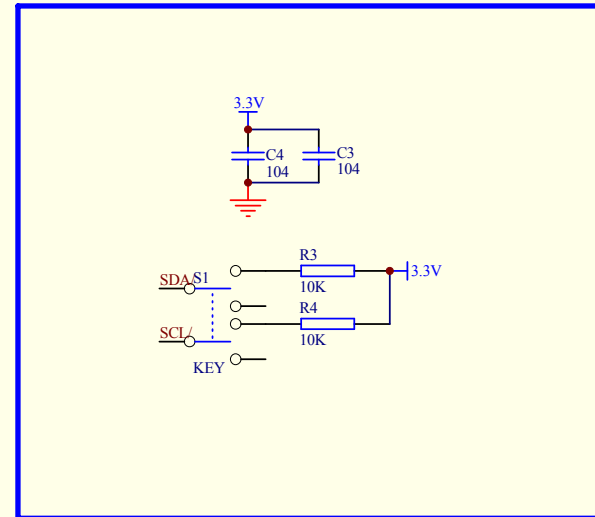 3.3V
C4
104
C3
104
R3
10K
3.3V
SDA/
S1
R4
10K
SCL/
KEY